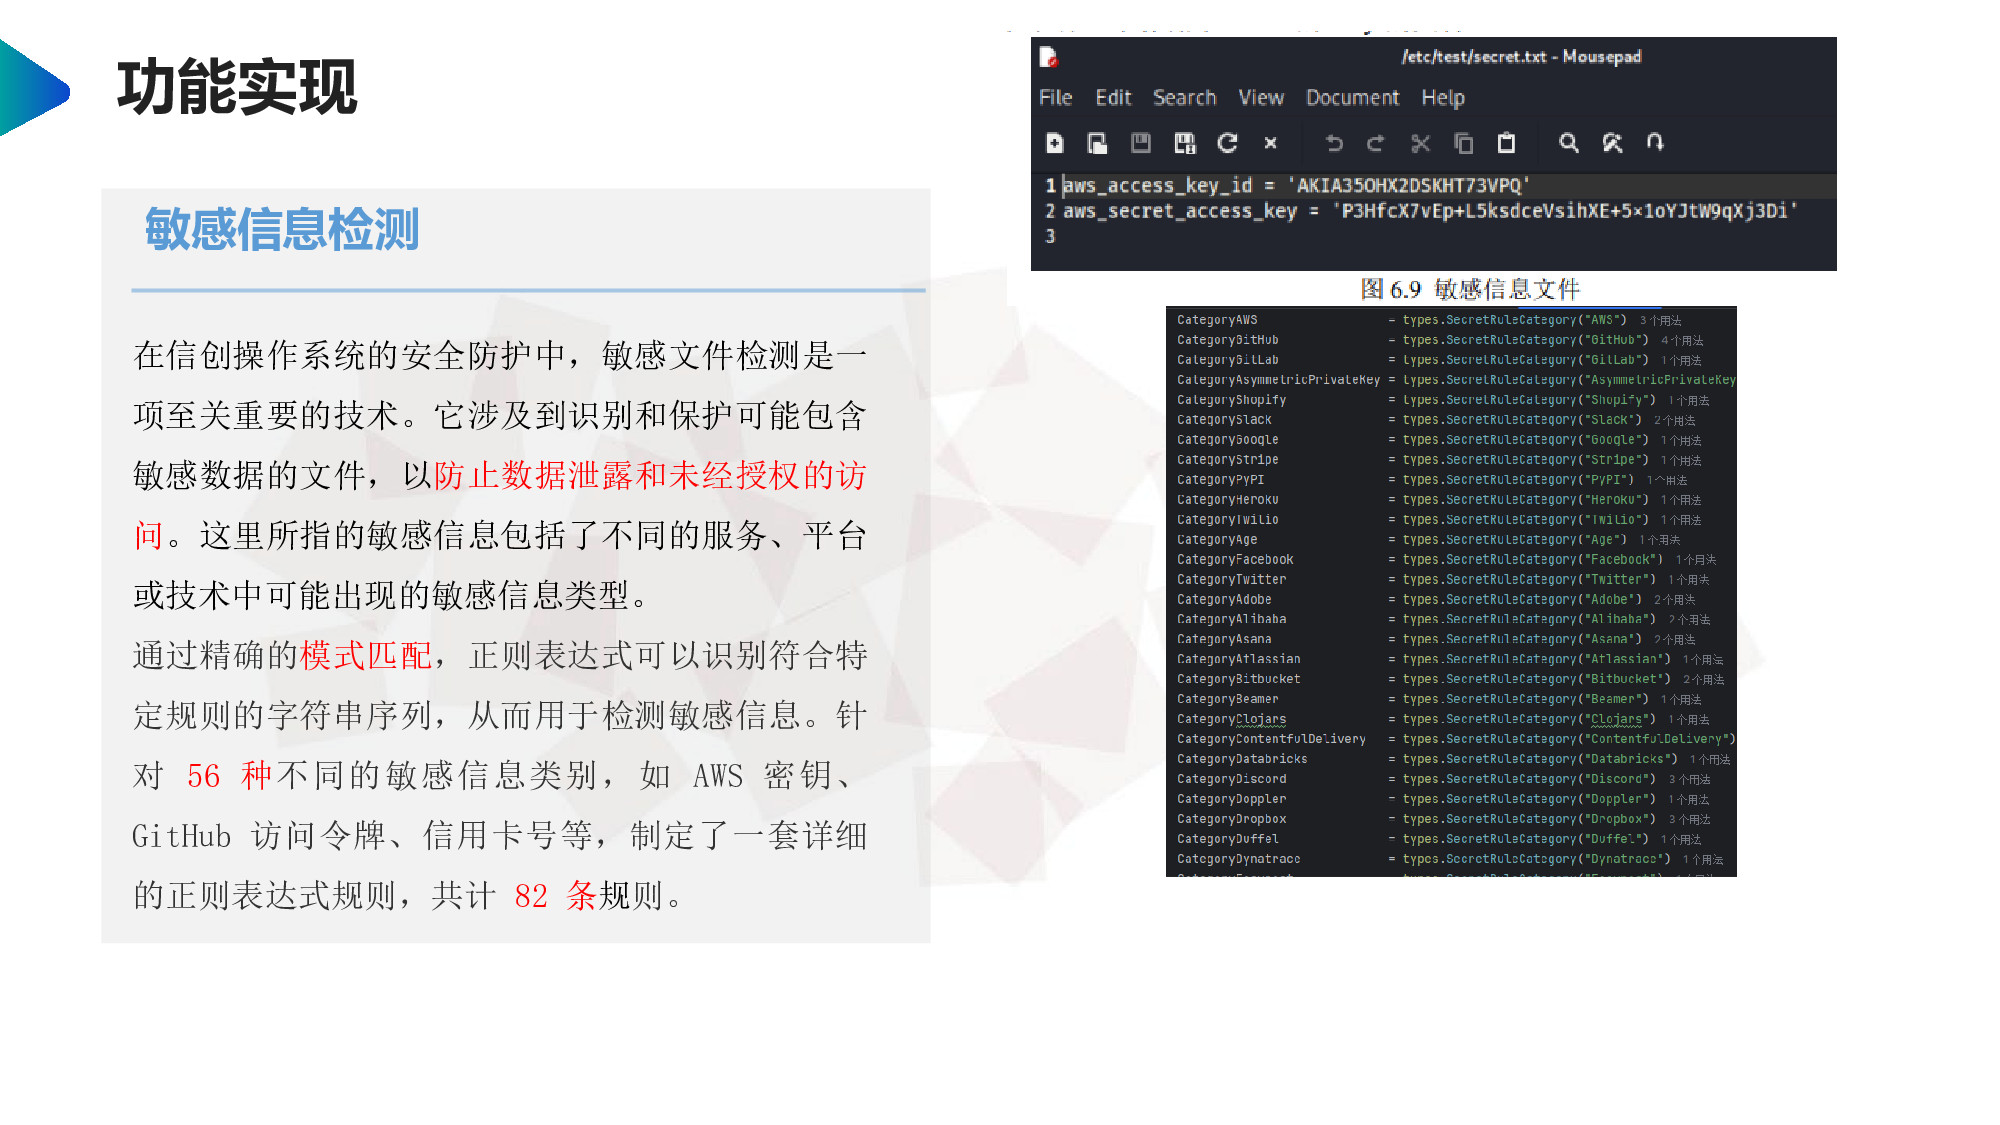 功能实现
敏感信息检测
在信创操作系统的安全防护中，敏感文件检测是一
项至关重要的技术。它涉及到识别和保护可能包含
敏感数据的文件，以防止数据泄露和未经授权的访
问。这里所指的敏感信息包括了不同的服务、平台
或技术中可能出现的敏感信息类型。
通过精确的模式匹配，正则表达式可以识别符合特
定规则的字符串序列，从而用于检测敏感信息。针
对 56 种不同的敏感信息类别，如 AWS 密钥、
GitHub 访问令牌、信用卡号等，制定了一套详细
的正则表达式规则，共计 82 条规则。
/etc/test/secret.txt - Mousepad
File Edit Search View Document Help
1 aws_access_key_id = 'AKIA35OHX2DSKHT73VPQ'
2 aws_secret_access_key = 'P3HfcX7vEp+L5ksdceVsihXE+5×1oYJtW9qXj3Di'
3
图 6.9 敏感信息文件
CategoryAWS = types.SecretRuleCategory("AWS") 3个用法
CategoryGitHub = types.SecretRuleCategory("GitHub") 4个用法
CategoryGitLab = types.SecretRuleCategory("GitLab") 1个用法
CategoryAsymmetricPrivateKey = types.SecretRuleCategory("AsymmetricPrivateKey
CategoryShopify = types.SecretRuleCategory("Shopify") 1个用法
CategorySlack = types.SecretRuleCategory("Slack") 2个用法
CategoryGoogle = types.SecretRuleCategory("Google") 1个用法
CategoryStripe = types.SecretRuleCategory("Stripe") 1个用法
CategoryPyPI = types.SecretRuleCategory("PyPI") 1个用法
CategoryHeroku = types.SecretRuleCategory("Heroku") 1个用法
CategoryTwilio = types.SecretRuleCategory("Twilio") 1个用法
CategoryAge = types.SecretRuleCategory("Age") 1个用法
CategoryFacebook = types.SecretRuleCategory("Facebook") 1个用法
CategoryTwitter = types.SecretRuleCategory("Twitter") 1个用法
CategoryAdobe = types.SecretRuleCategory("Adobe") 2个用法
CategoryAlibaba = types.SecretRuleCategory("Alibaba") 2个用法
CategoryAsana = types.SecretRuleCategory("Asana") 2个用法
CategoryAtlassian = types.SecretRuleCategory("Atlassian") 1个用法
CategoryBitbucket = types.SecretRuleCategory("Bitbucket") 2个用法
CategoryBeamer = types.SecretRuleCategory("Beamer") 1个用法
CategoryClojars = types.SecretRuleCategory("Clojars") 1个用法
CategoryContentfulDelivery = types.SecretRuleCategory("ContentfulDelivery")
CategoryDatabricks = types.SecretRuleCategory("Databricks") 1个用法
CategoryDiscord = types.SecretRuleCategory("Discord") 3个用法
CategoryDoppler = types.SecretRuleCategory("Doppler") 1个用法
CategoryDropbox = types.SecretRuleCategory("Dropbox") 3个用法
CategoryDuffel = types.SecretRuleCategory("Duffel") 1个用法
CategoryDynatrace = types.SecretRuleCategory("Dynatrace") 1个用法